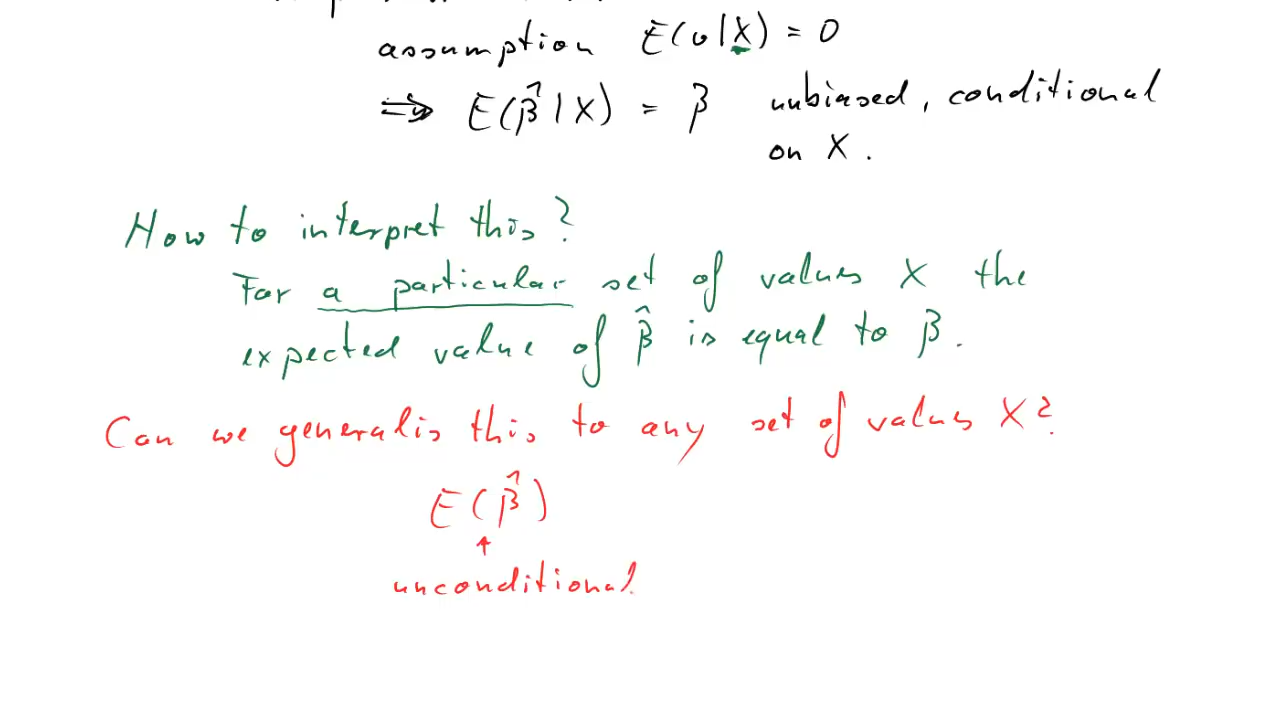 assumption E(υ|X) = 0
⇒ E(β̂|X) = β unbiased, conditional
on X.
How to interpret this?
For a particular set of values X the
expected value of β̂ is equal to β.
Can we generalis this to any set of values X?
E(β̂)
↑
unconditional